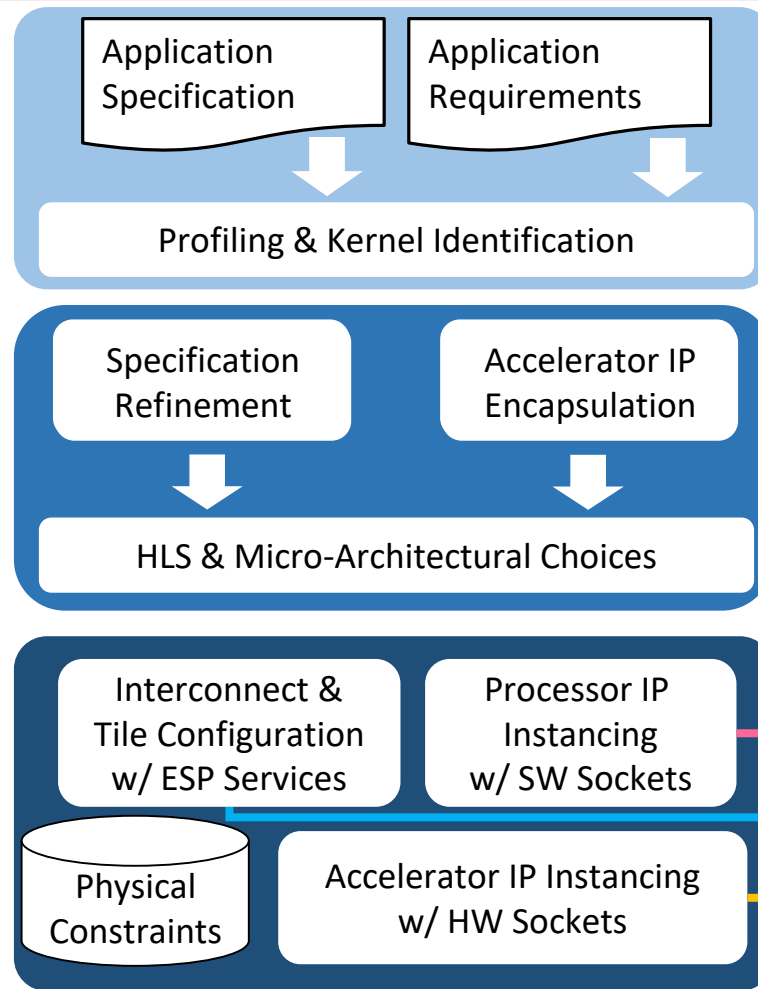 Application
Specification
Application
Requirements
Profiling & Kernel Identification
Specification
Refinement
Accelerator IP
Encapsulation
HLS & Micro-Architectural Choices
Interconnect &
Tile Configuration
w/ ESP Services
Processor IP
Instancing
w/ SW Sockets
Physical
Constraints
Accelerator IP Instancing
w/ HW Sockets